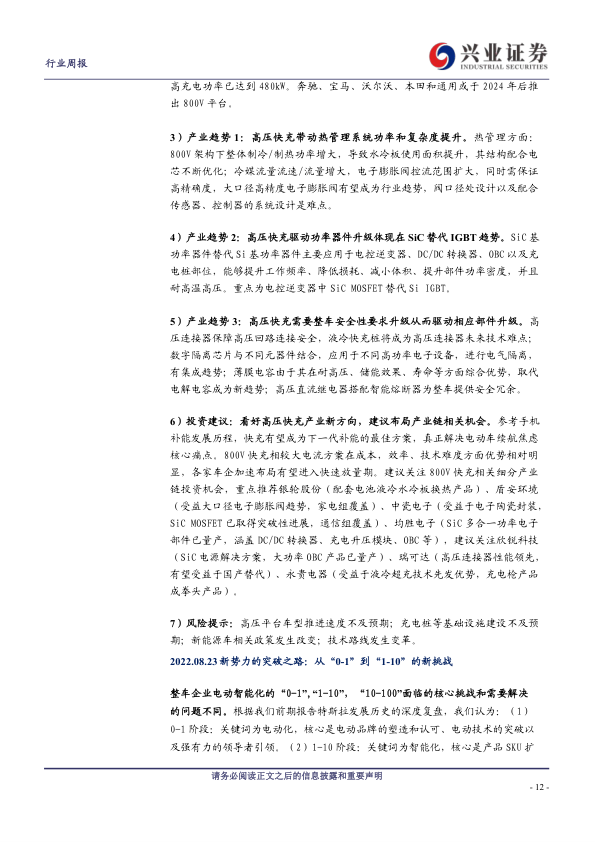 行业周报
兴业证券
INDUSTRIAL SECURITIES
高充电功率已达到 480kW。奔驰、宝马、沃尔沃、本田和通用或于 2024 年后推
出 800V 平台。
3）产业趋势 1：高压快充带动热管理系统功率和复杂度提升。热管理方面：
800V 架构下整体制冷/制热功率增大，导致水冷板使用面积提升，其结构配合电
芯不断优化；冷媒流量流速/流量增大，电子膨胀阀控流范围扩大，同时需保证
高精确度，大口径高精度电子膨胀阀有望成为行业趋势，阀口径处设计以及配合
传感器、控制器的系统设计是难点。
4）产业趋势 2：高压快充驱动功率器件升级体现在 SiC 替代 IGBT 趋势。SiC 基
功率器件替代 Si 基功率器件主要应用于电控逆变器、DC/DC 转换器、OBC 以及充
电桩部位，能够提升工作频率、降低损耗、减小体积、提升部件功率密度，并且
耐高温高压。重点为电控逆变器中 SiC MOSFET 替代 Si IGBT。
5）产业趋势 3：高压快充需要整车安全性要求升级从而驱动相应部件升级。高
压连接器保障高压回路连接安全，液冷快充桩将成为高压连接器未来技术难点；
数字隔离芯片与不同元器件结合，应用于不同高功率电子设备，进行电气隔离，
有集成趋势；薄膜电容由于其在耐高压、储能效果、寿命等方面综合优势，取代
电解电容成为新趋势；高压直流继电器搭配智能熔断器为整车提供安全冗余。
6）投资建议：看好高压快充产业新方向，建议布局产业链相关机会。参考手机
补能发展历程，快充有望成为下一代补能的最佳方案，真正解决电动车续航焦虑
核心痛点。800V 快充相较大电流方案在成本，效率、技术难度方面优势相对明
显，各家车企加速布局有望进入快速放量期。建议关注 800V 快充相关细分产业
链投资机会，重点推荐银轮股份（配套电池液冷水冷板换热产品）、盾安环境
（受益大口径电子膨胀阀趋势，家电组覆盖）、中瓷电子（受益于电子陶瓷封装，
SiC MOSFET 已取得突破性进展，通信组覆盖）、均胜电子（SiC 多合一功率电子
部件已量产，涵盖 DC/DC 转换器、充电升压模块、OBC 等），建议关注欣锐科技
（SiC 电源解决方案，大功率 OBC 产品已量产）、瑞可达（高压连接器性能领先，
有望受益于国产替代）、永贵电器（受益于液冷超充技术先发优势，充电枪产品
成拳头产品）。
7）风险提示：高压平台车型推进速度不及预期；充电桩等基础设施建设不及预
期；新能源车相关政策发生改变；技术路线发生变革。
2022.08.23 新势力的突破之路：从“0-1”到“1-10”的新挑战
整车企业电动智能化的“0-1”, “1-10”， “10-100”面临的核心挑战和需要解决
的问题不同。根据我们前期报告特斯拉发展历史的深度复盘，我们认为：（1）
0-1 阶段：关键词为电动化，核心是电动品牌的塑造和认可、电动技术的突破以
及强有力的领导者引领。（2）1-10 阶段：关键词为智能化，核心是产品 SKU 扩
请务必阅读正文之后的信息披露和重要声明
- 12 -